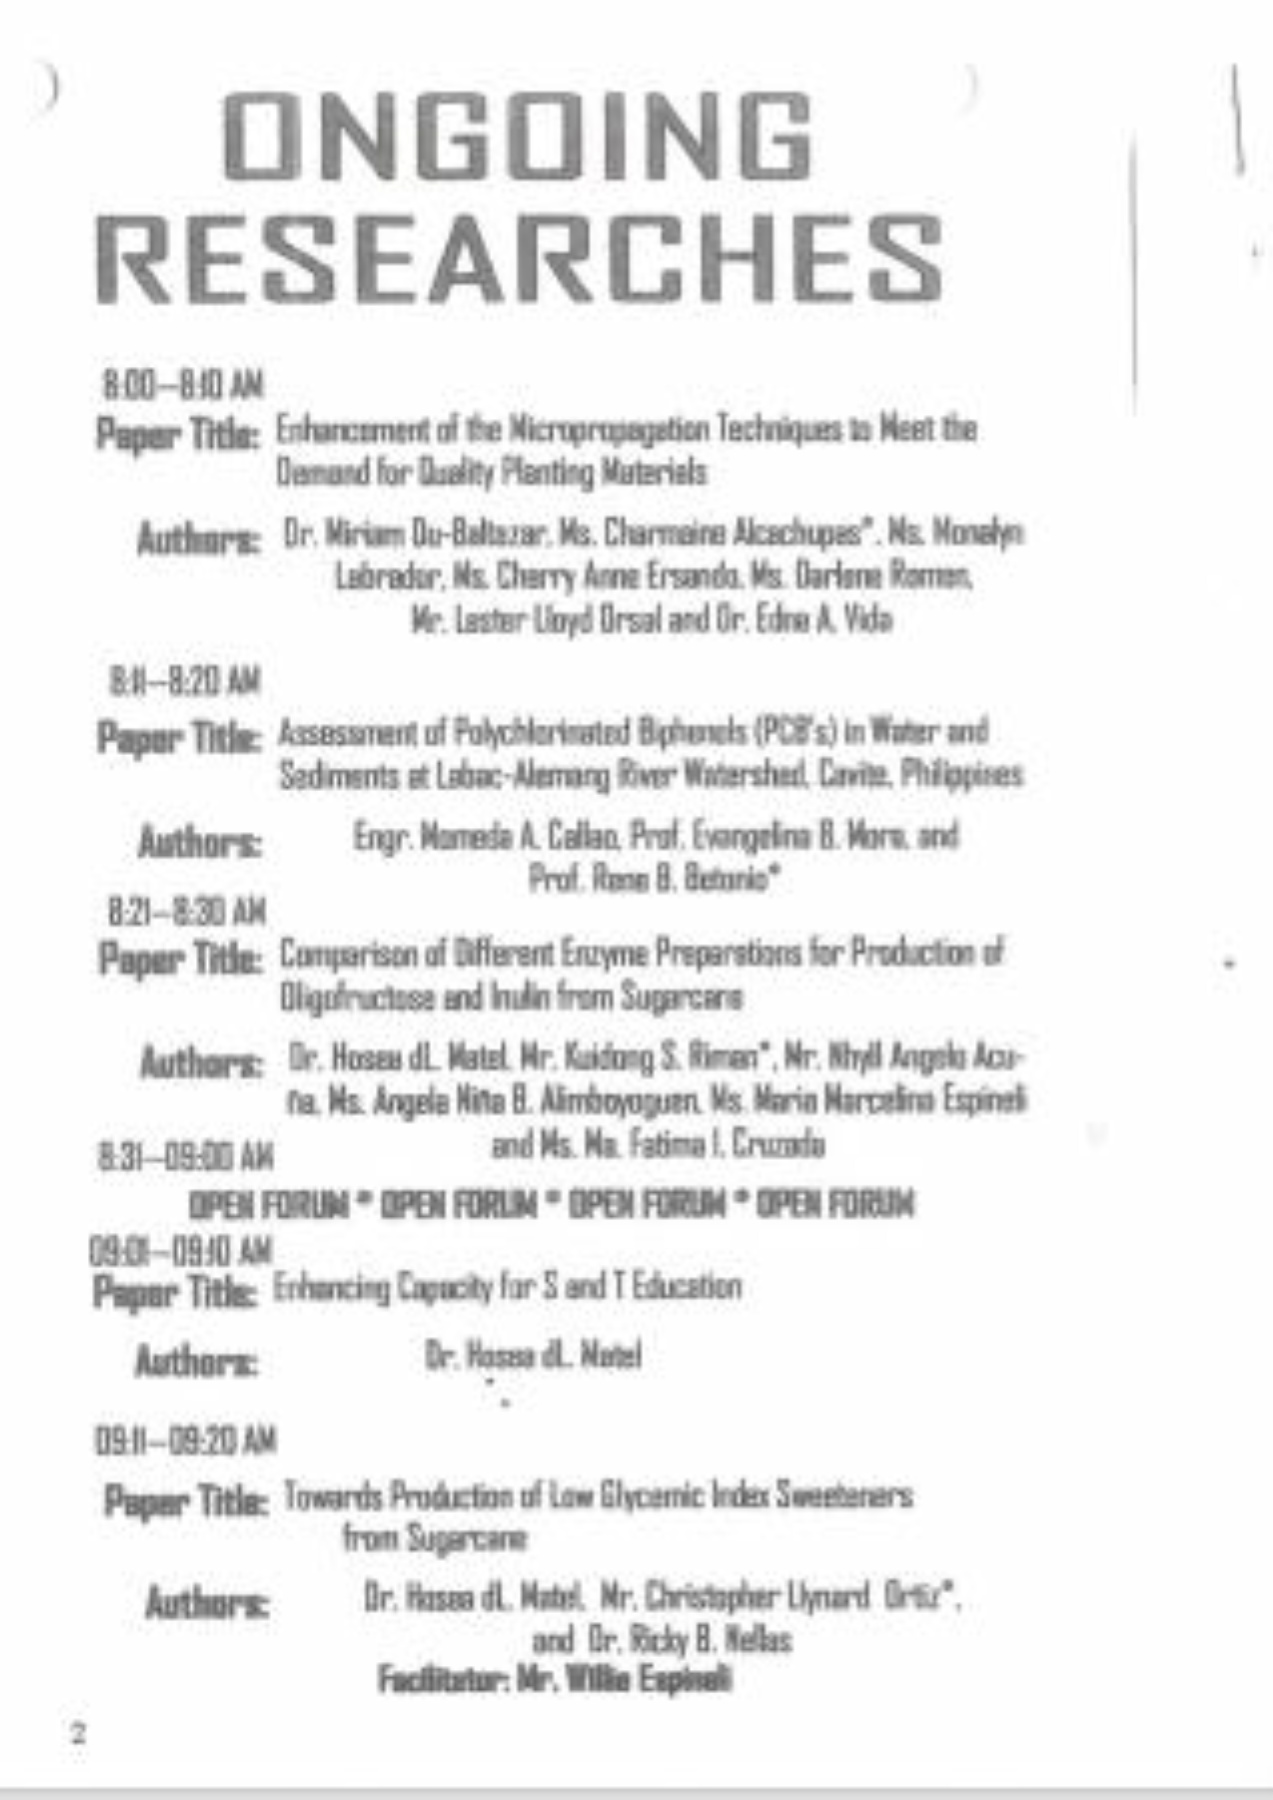 ONGOING
RESEARCHES
8:00–8:10 AM
Paper Title: Enhancement of the Micropropagation Techniques to Meet the
Demand for Quality Planting Materials
Authors: Dr. Miriam Du-Baltazar, Ms. Charmaine Alcachupas*, Ms. Monalyn
Labrador, Ms. Cherry Anne Ersando, Ms. Darlene Romen,
Mr. Lester Lloyd Orsal and Dr. Edna A. Vida
8:11–8:20 AM
Paper Title: Assessment of Polychlorinated Biphenols (PCB's) in Water and
Sediments at Labac-Alemang River Watershed, Cavite, Philippines
Authors: Engr. A. Callao, Prof. Evangelina B. Mora, and
Prof. Rene B. Betonio*
8:21–8:30 AM
Paper Title: Comparison of Different Enzyme Preparations for Production of
Oligofructose and Inulin from Sugarcane
Authors: Dr. Hosea dL. Matel, Mr. Kuidong S. Riman*, Mr. Nhyll Angelo Acu-
ña, Ms. Angela Niña B. Alimboyoguen, Ms. Maria Marcelina Espineli
and Ms. Ma. Fatima I. Cruzada
8:31–09:00 AM
OPEN FORUM * OPEN FORUM * OPEN FORUM * OPEN FORUM
09:01–09:10 AM
Paper Title: Enhancing Capacity for S and T Education
Authors: Dr. Hosea dL. Matel
09:11–09:20 AM
Paper Title: Towards Production of Low Glycemic Index Sweeteners
from Sugarcane
Authors: Dr. Hosea dL. Matel, Mr. Christopher Llynard Ortiz*,
and Dr. Ricky B. Nellas
Facilitator: Mr. Willie Espineli
2